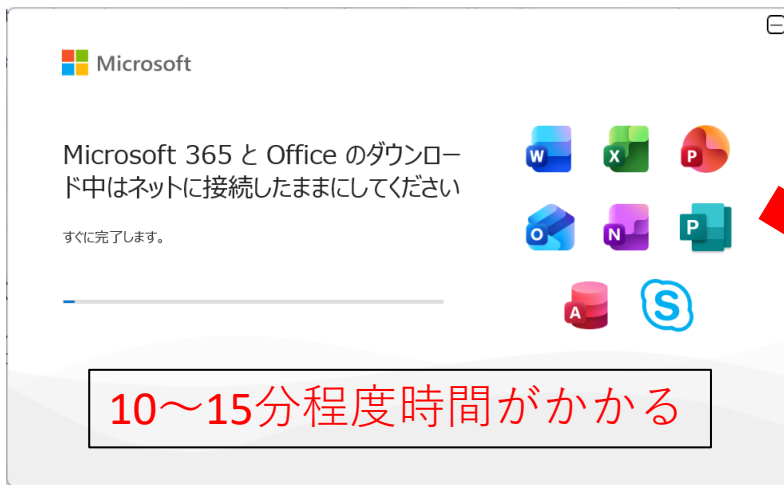 Microsoft
Microsoft 365 と Office のダウンロー
ド中はネットに接続したままにしてください
すぐに完了します。
W
X
P
O
N
P
A
S
10～15分程度時間がかかる